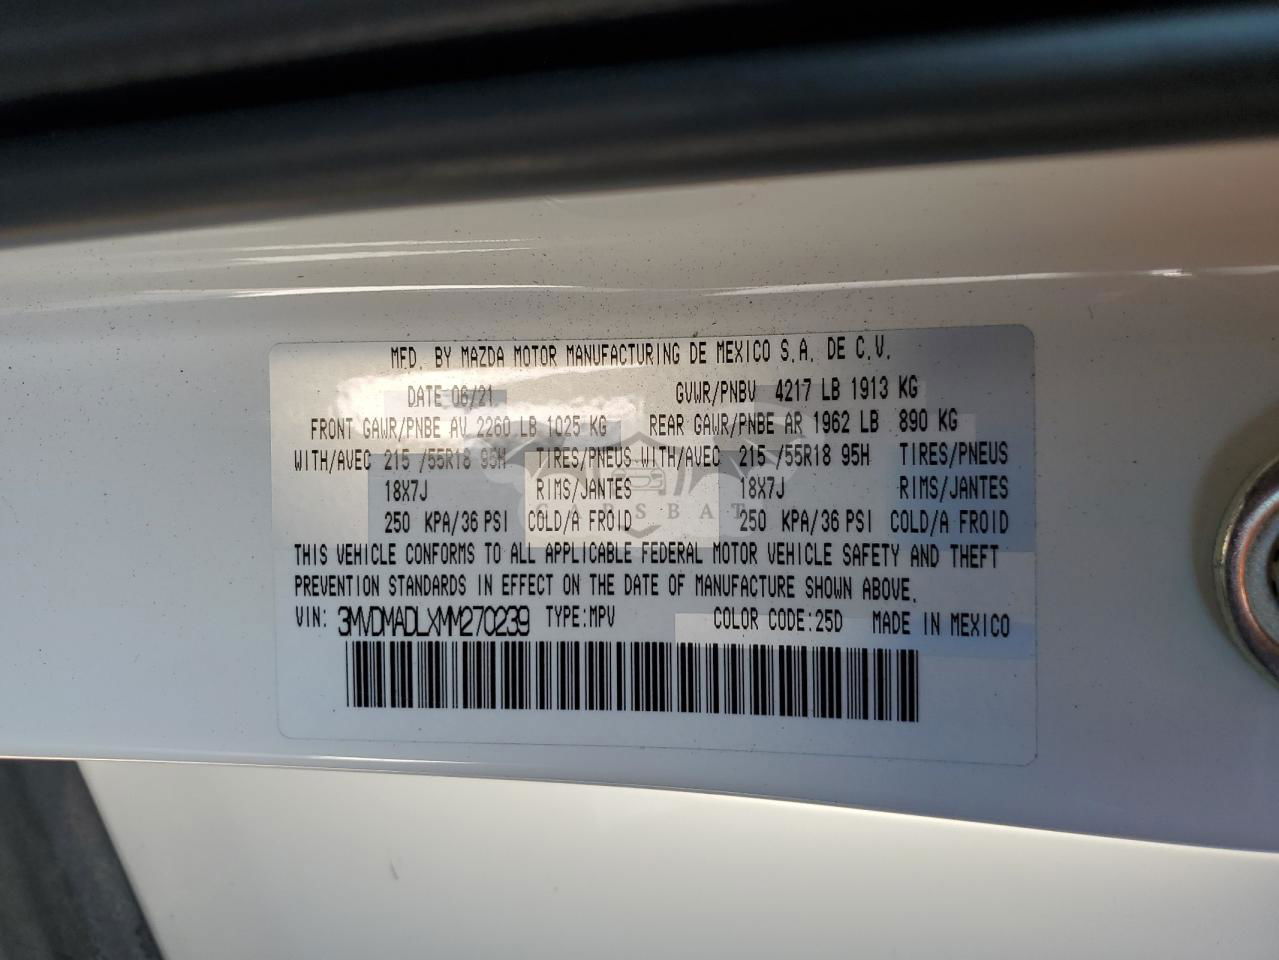 MFD. BY MAZDA MOTOR MANUFACTURING DE MEXICO S.A. DE C.V.
DATE 06/21 GVWR/PNBV 4217 LB 1913 KG
FRONT GAWR/PNBE AV 2260 LB 1025 KG REAR GAWR/PNBE AR 1962 LB 890 KG
WITH/AVEC 215 /55R18 95H TIRES/PNEUS WITH/AVEC 215 /55R18 95H TIRES/PNEUS
18X7J RIMS/JANTES 18X7J RIMS/JANTES
250 KPA/36 PSI COLD/A FROID 250 KPA/36 PSI COLD/A FROID
CARSBAT
THIS VEHICLE CONFORMS TO ALL APPLICABLE FEDERAL MOTOR VEHICLE SAFETY AND THEFT
PREVENTION STANDARDS IN EFFECT ON THE DATE OF MANUFACTURE SHOWN ABOVE.
VIN: 3MVDMADLXMM270239 TYPE:MPV COLOR CODE:25D MADE IN MEXICO